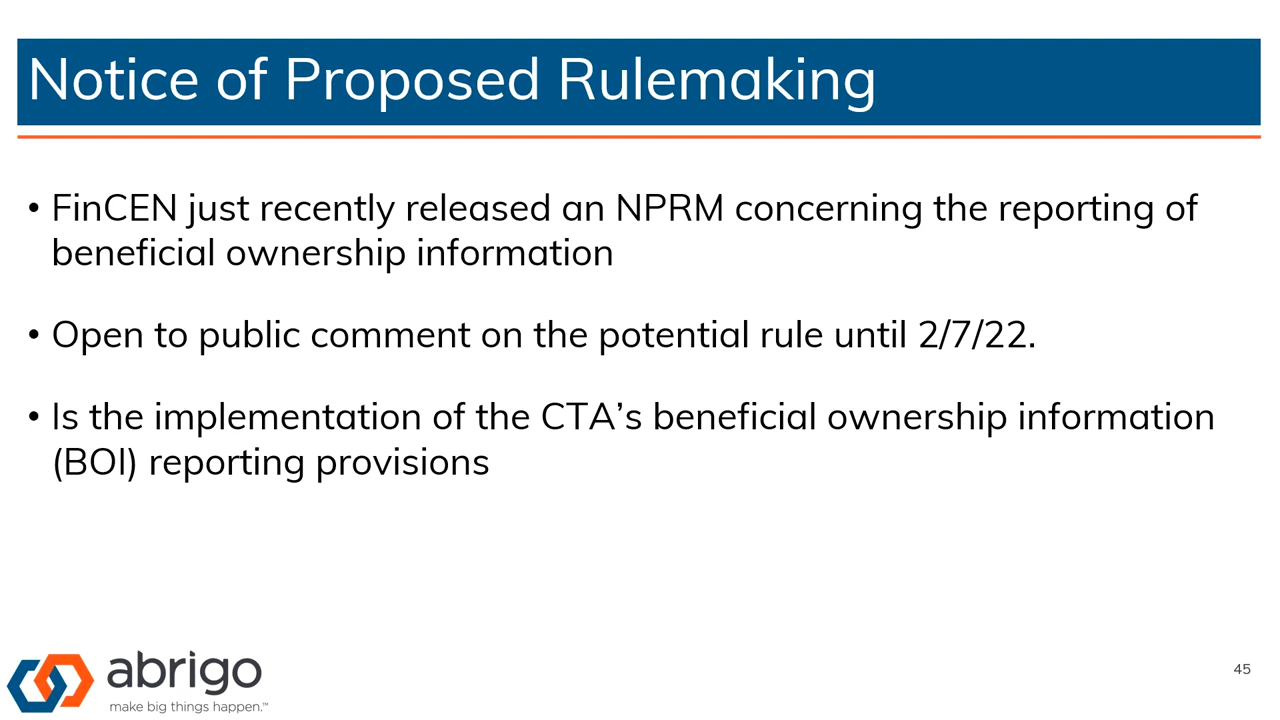 Notice of Proposed Rulemaking
• FinCEN just recently released an NPRM concerning the reporting of
beneficial ownership information
• Open to public comment on the potential rule until 2/7/22.
• Is the implementation of the CTA’s beneficial ownership information
(BOI) reporting provisions
abrigo
make big things happen.™
45